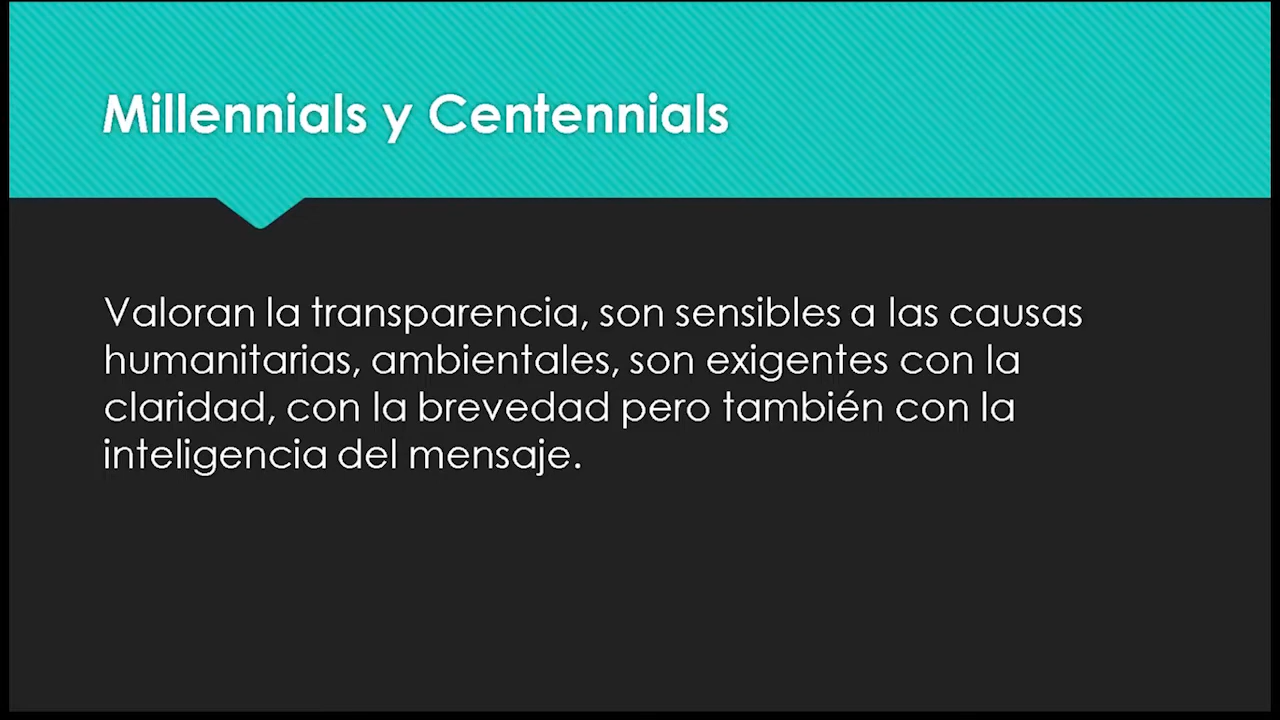 Millennials y Centennials
Valoran la transparencia, son sensibles a las causas
humanitarias, ambientales, son exigentes con la
claridad, con la brevedad pero también con la
inteligencia del mensaje.